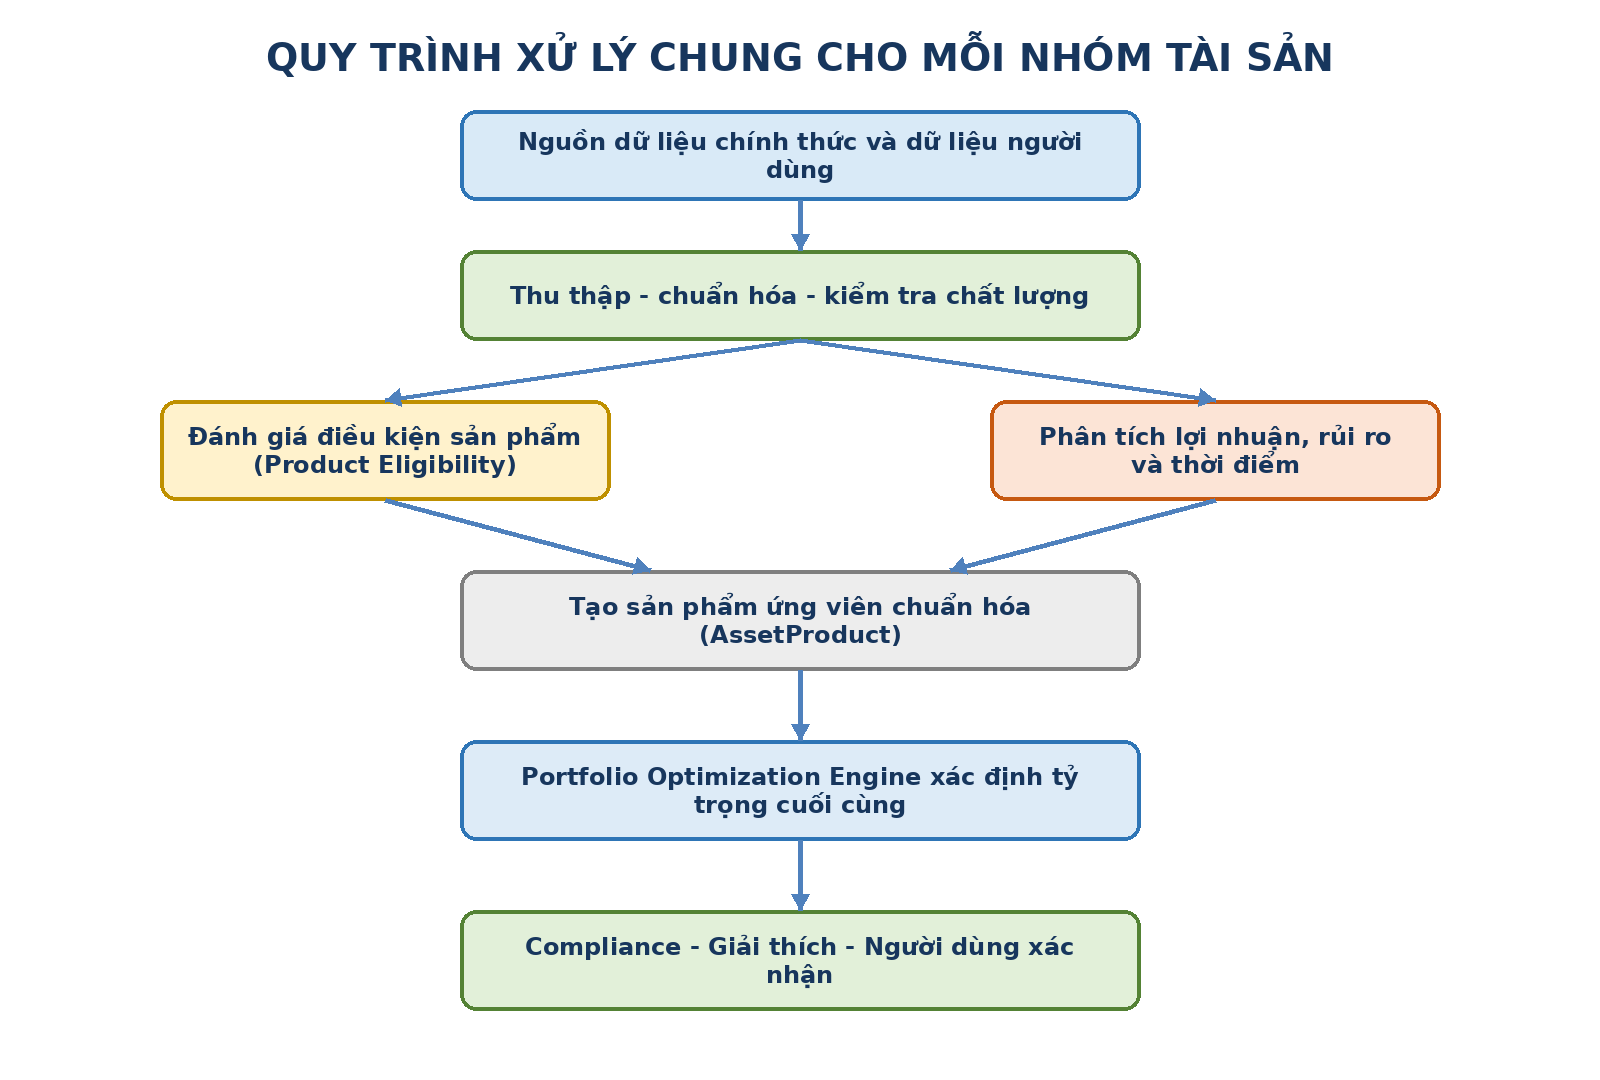 QUY TRÌNH XỬ LÝ CHUNG CHO MỖI NHÓM TÀI SẢN
Nguồn dữ liệu chính thức và dữ liệu người
dùng
Thu thập - chuẩn hóa - kiểm tra chất lượng
Đánh giá điều kiện sản phẩm
(Product Eligibility)
Phân tích lợi nhuận, rủi ro
và thời điểm
Tạo sản phẩm ứng viên chuẩn hóa
(AssetProduct)
Portfolio Optimization Engine xác định tỷ
trọng cuối cùng
Compliance - Giải thích - Người dùng xác
nhận